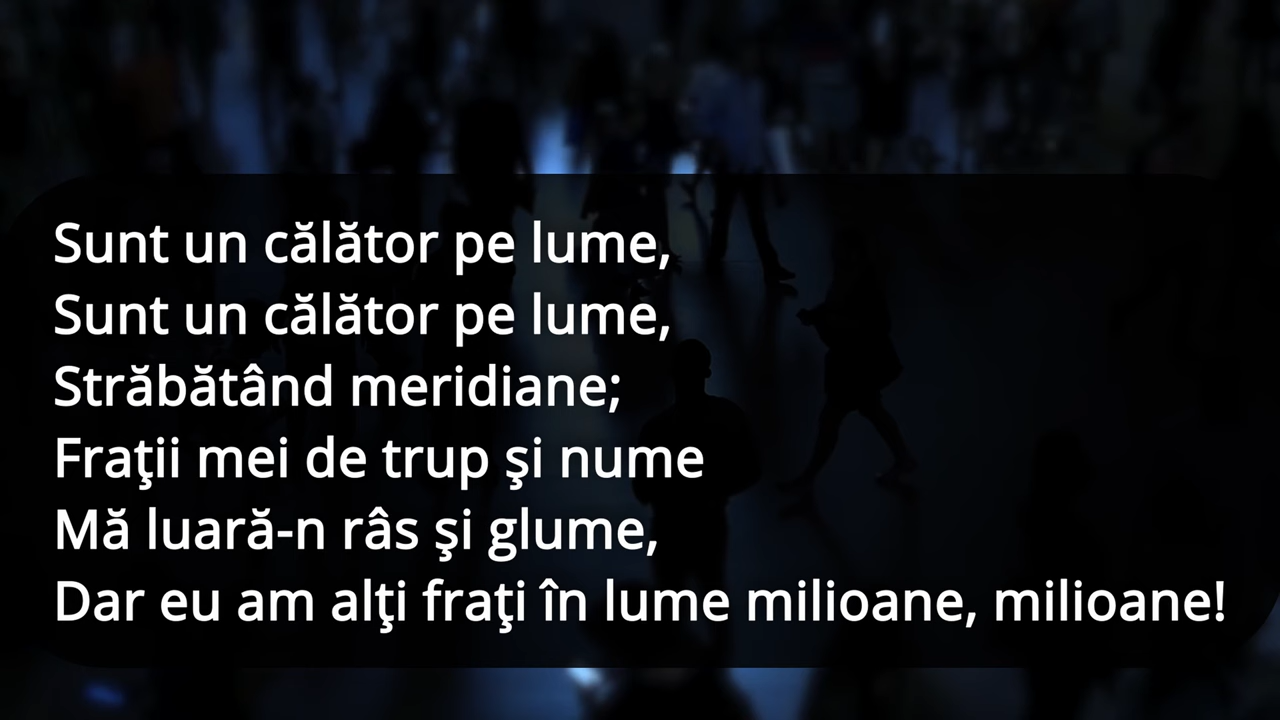 Sunt un călător pe lume,
Sunt un călător pe lume,
Străbătând meridiane;
Fraţii mei de trup şi nume
Mă luară-n râs şi glume,
Dar eu am alţi fraţi în lume milioane, milioane!